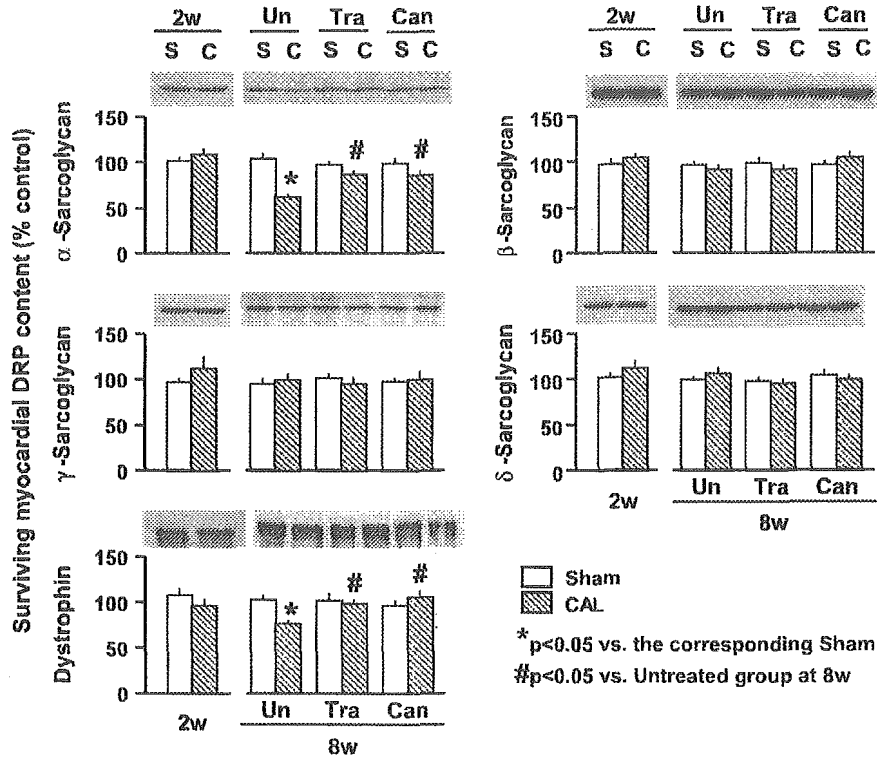 Surviving myocardial DRP content (% control)
2w Un Tra Can
S C S C S C S C
α-Sarcoglycan
150
100
50
0
* # #
γ-Sarcoglycan
150
100
50
0
Dystrophin
150
100
50
0
* # #
2w Un Tra Can
8w
2w Un Tra Can
S C S C S C S C
β-Sarcoglycan
150
100
50
0
δ-Sarcoglycan
150
100
50
0
2w Un Tra Can
8w
Sham
CAL
*p<0.05 vs. the corresponding Sham
#p<0.05 vs. Untreated group at 8w